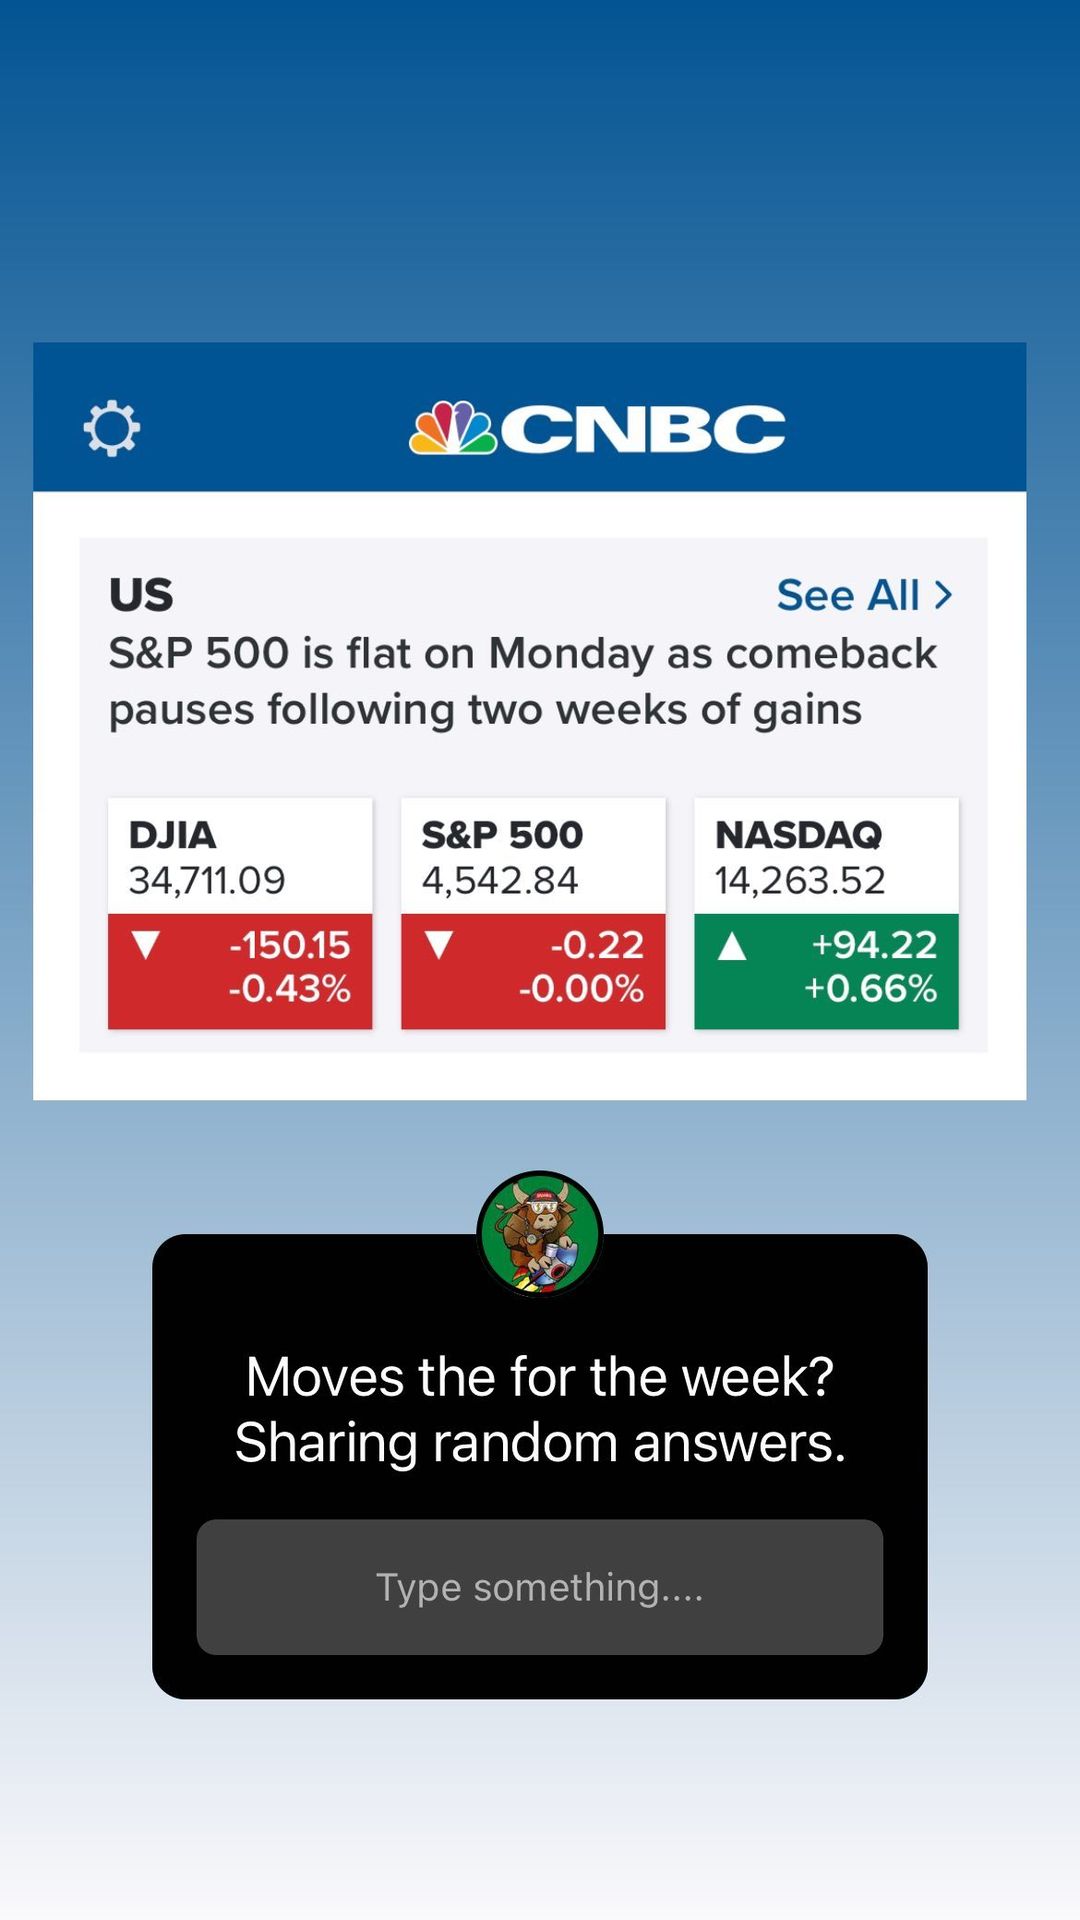 CNBC
US
See All >
S&P 500 is flat on Monday as comeback
pauses following two weeks of gains
DJIA
34,711.09
▼ -150.15
-0.43%
S&P 500
4,542.84
▼ -0.22
-0.00%
NASDAQ
14,263.52
▲ +94.22
+0.66%
Moves the for the week?
Sharing random answers.
Type something....